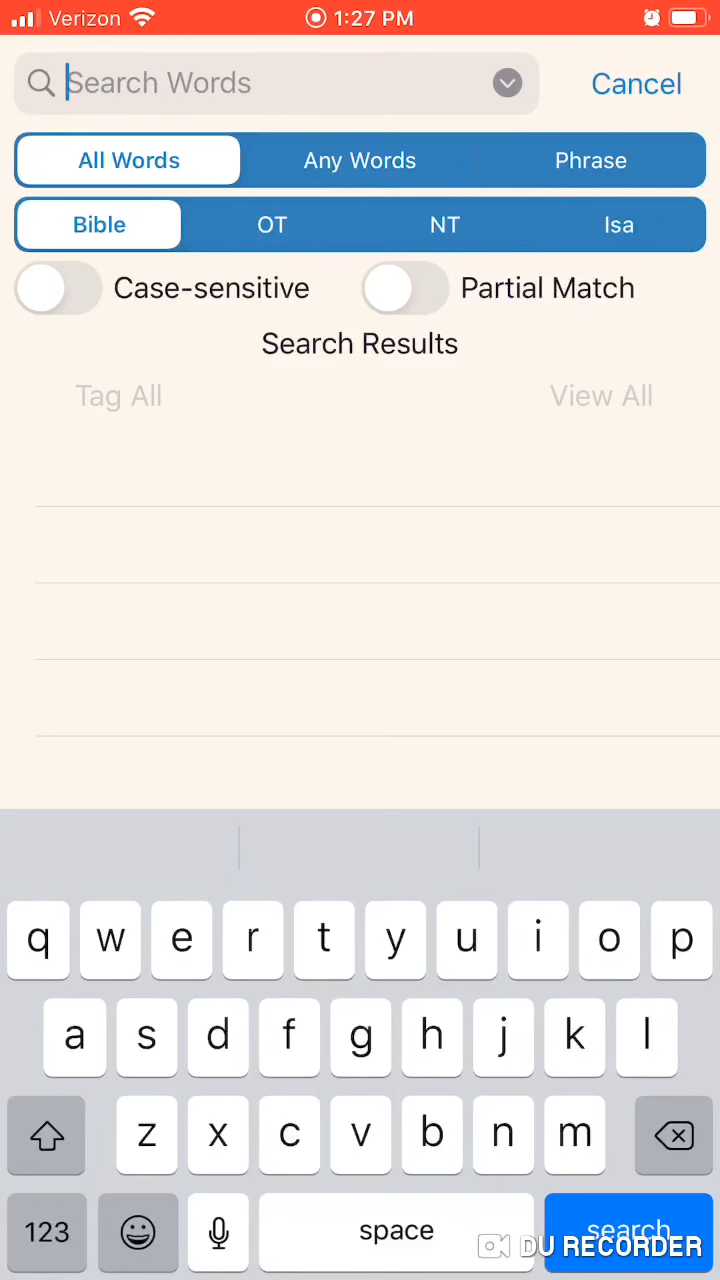 Verizon 1:27 PM
Search Words Cancel
All Words Any Words Phrase
Bible OT NT Isa
Case-sensitive Partial Match
Search Results
Tag All View All
q w e r t y u i o p
a s d f g h j k l
z x c v b n m
123 space search
DU RECORDER